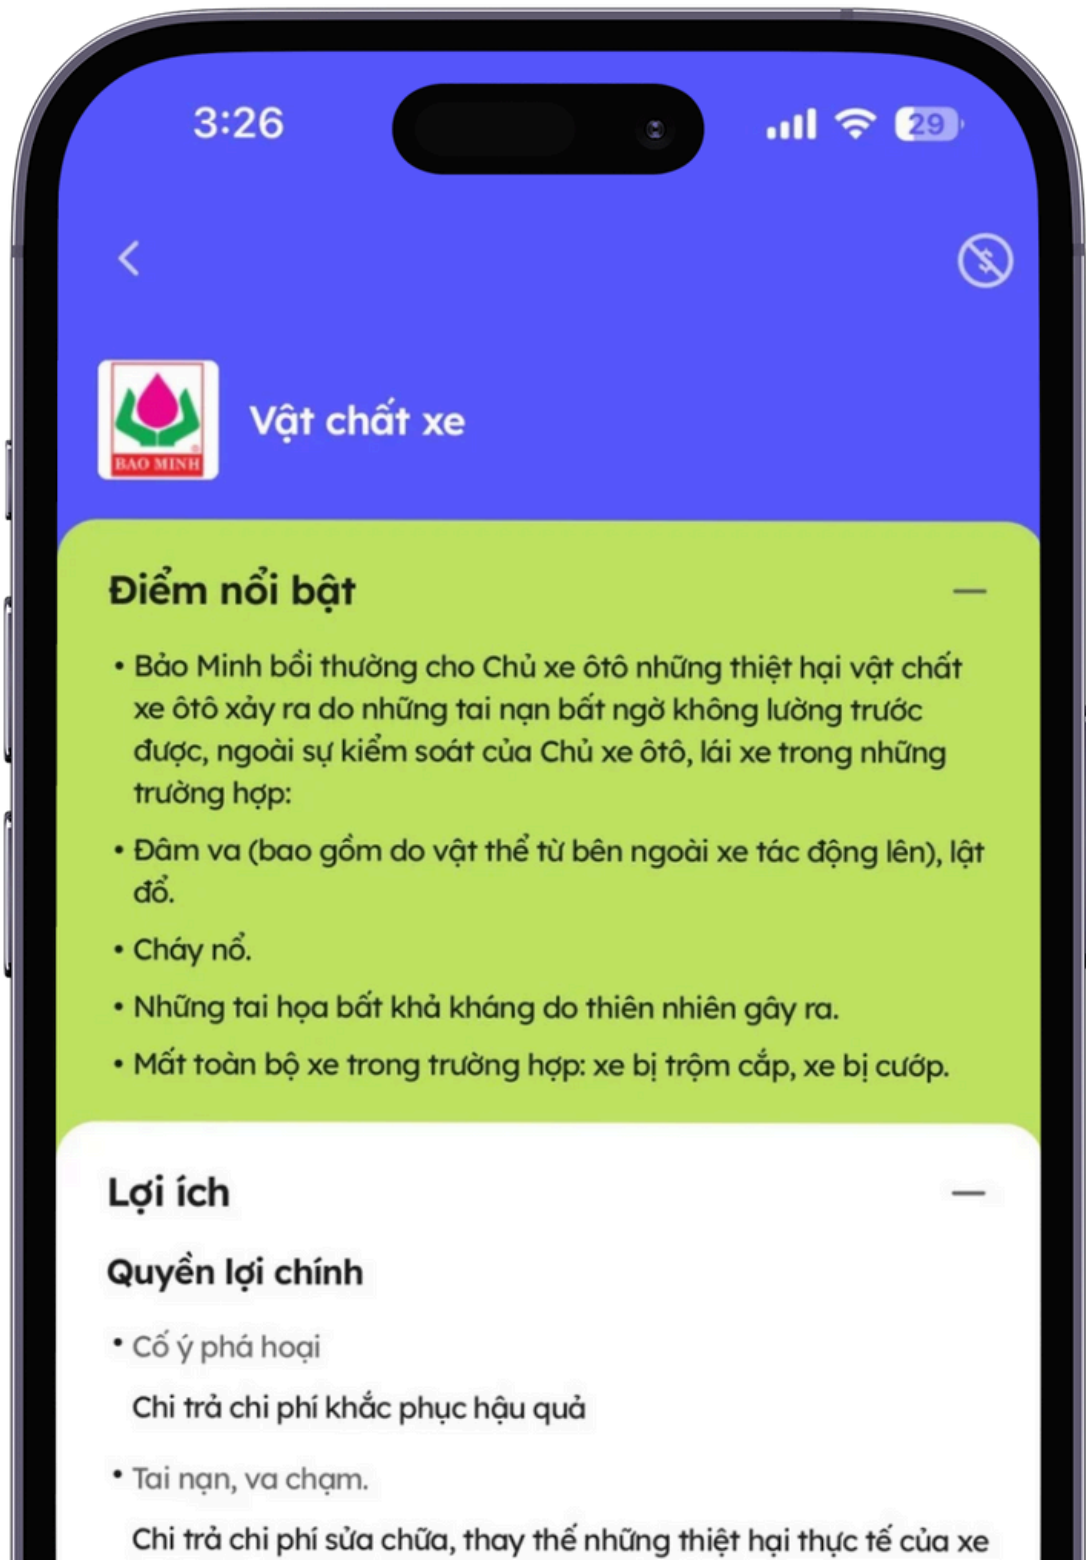 3:26
29
BAO MINH
Vật chất xe
Điểm nổi bật
• Bảo Minh bồi thường cho Chủ xe ôtô những thiệt hại vật chất
xe ôtô xảy ra do những tai nạn bất ngờ không lường trước
được, ngoài sự kiểm soát của Chủ xe ôtô, lái xe trong những
trường hợp:
• Đâm va (bao gồm do vật thể từ bên ngoài xe tác động lên), lật
đổ.
• Cháy nổ.
• Những tai họa bất khả kháng do thiên nhiên gây ra.
• Mất toàn bộ xe trong trường hợp: xe bị trộm cắp, xe bị cướp.
Lợi ích
Quyền lợi chính
• Cố ý phá hoại
Chi trả chi phí khắc phục hậu quả
• Tai nạn, va chạm.
Chi trả chi phí sửa chữa, thay thế những thiệt hại thực tế của xe